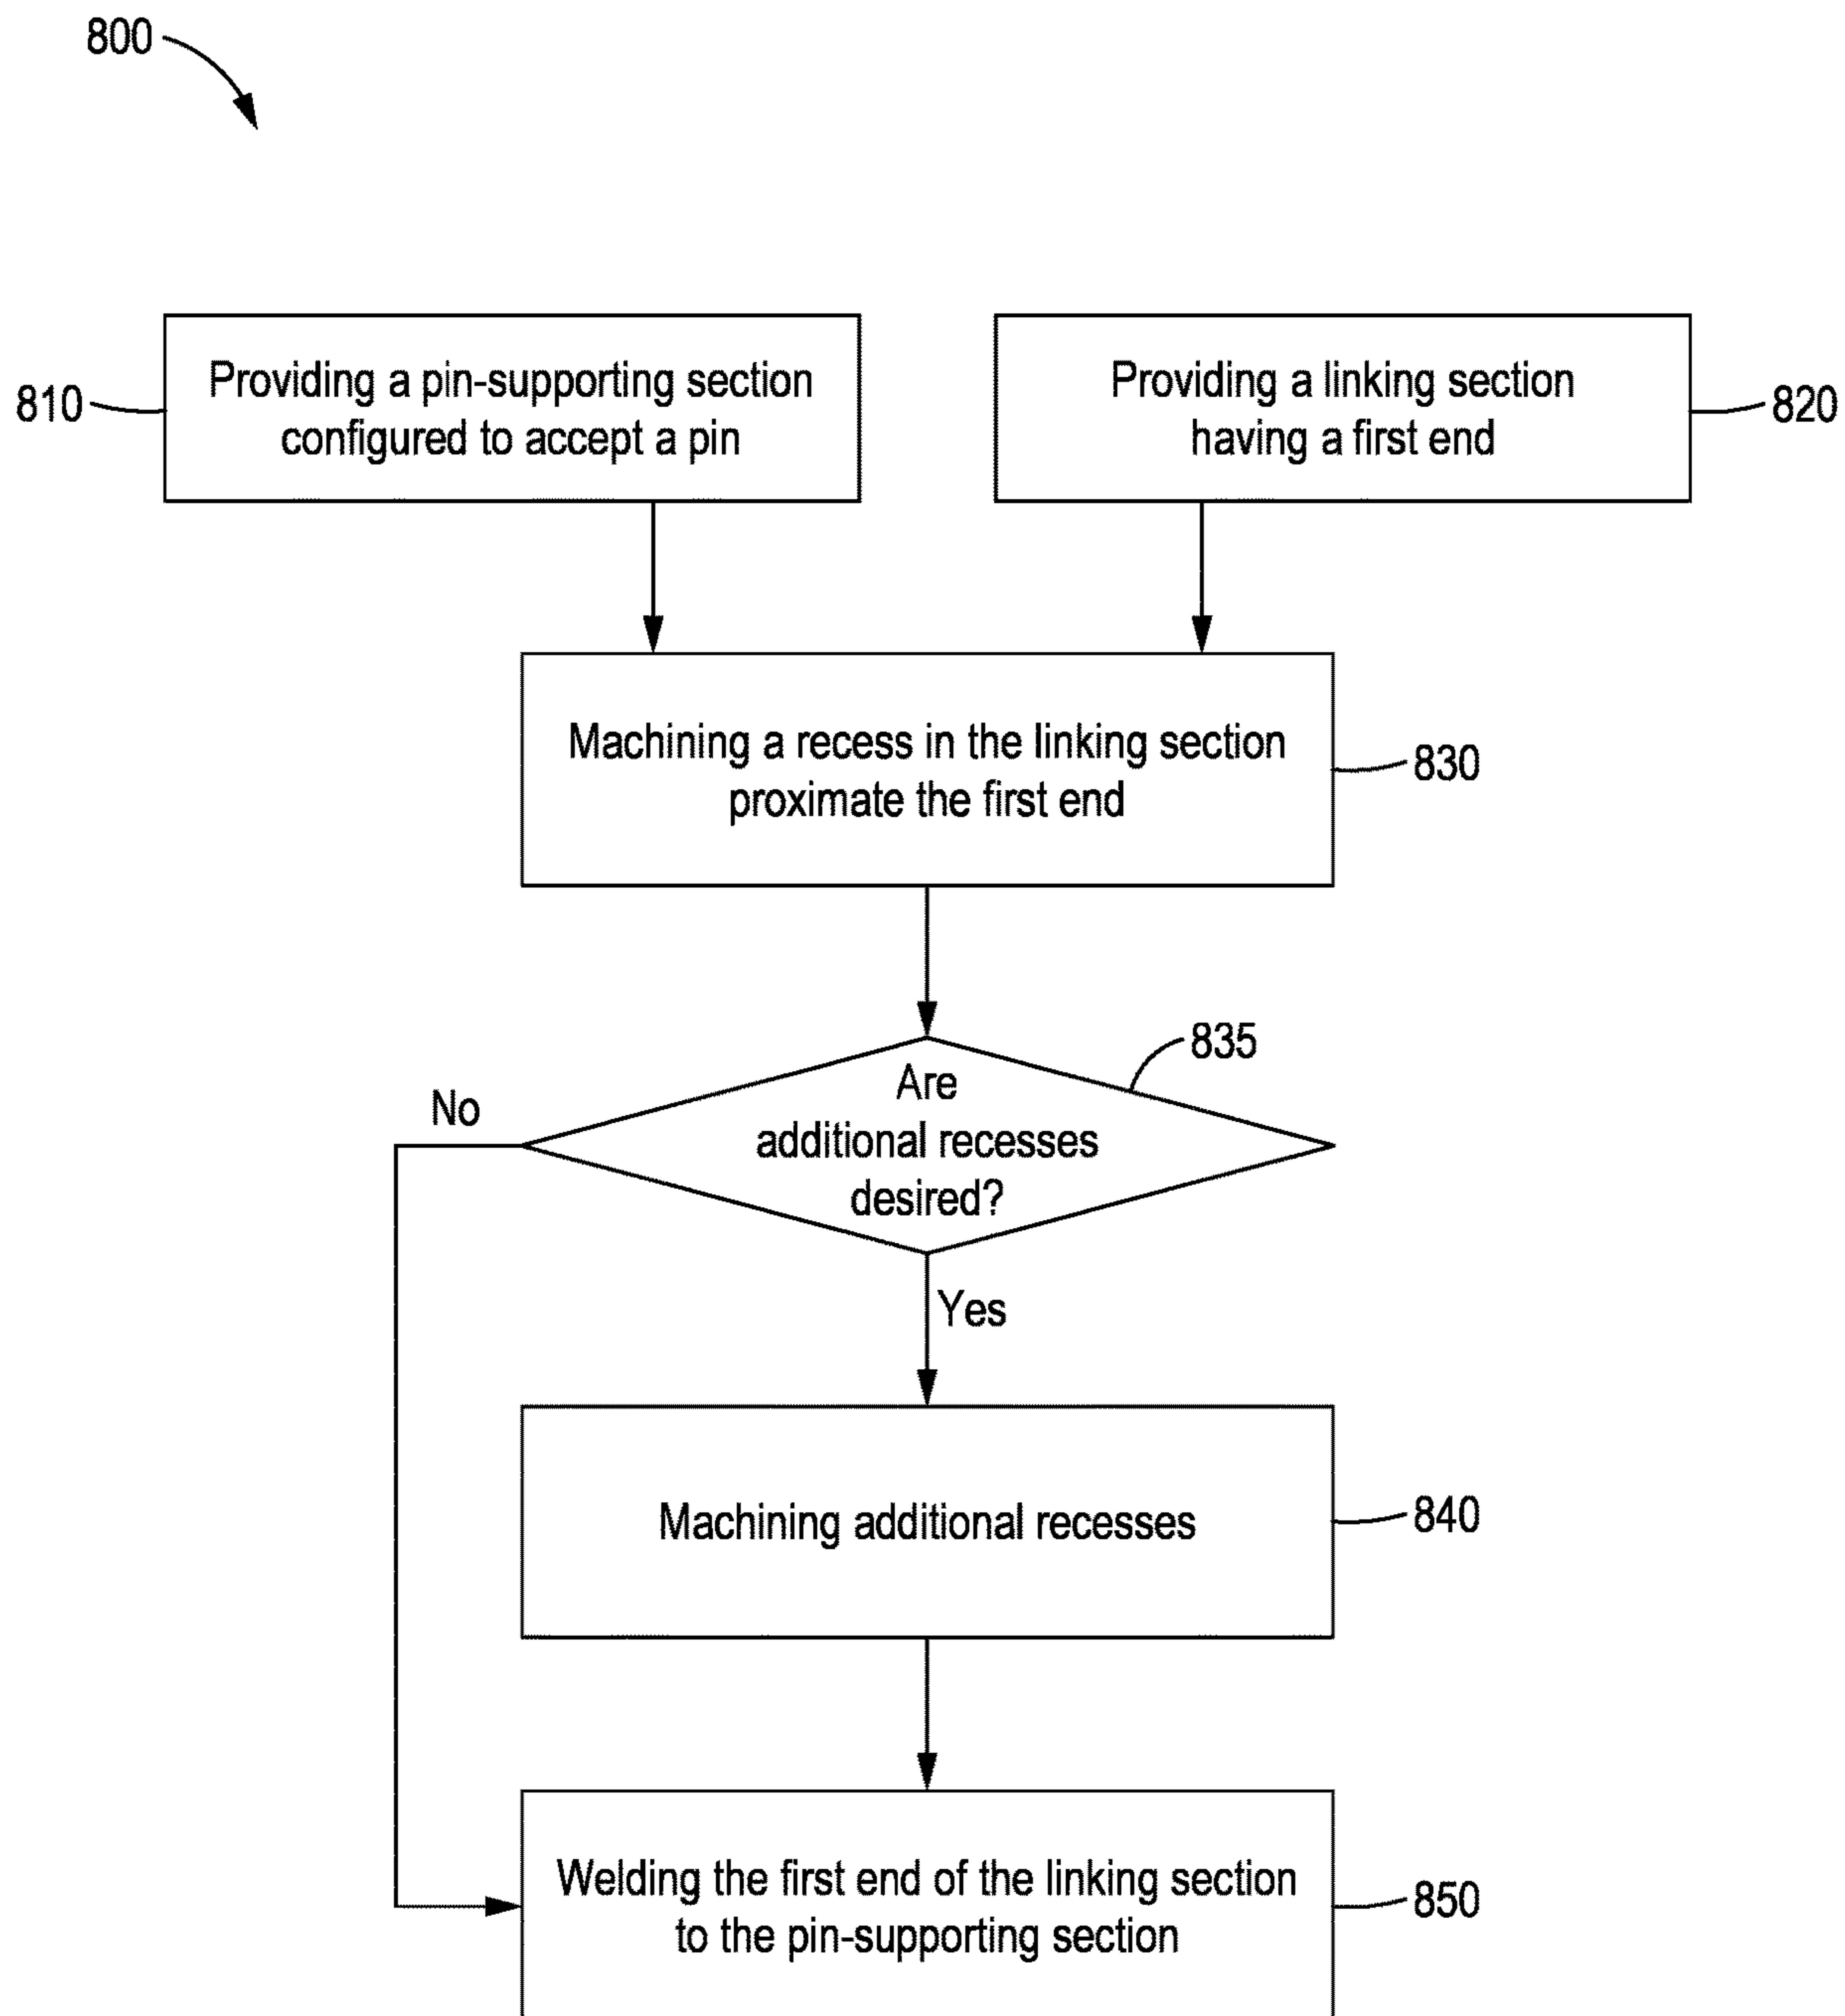 800
810
Providing a pin-supporting section
configured to accept a pin
Providing a linking section
having a first end
820
Machining a recess in the linking section
proximate the first end
830
835
Are
additional recesses
desired?
No
Yes
Machining additional recesses
840
Welding the first end of the linking section
to the pin-supporting section
850